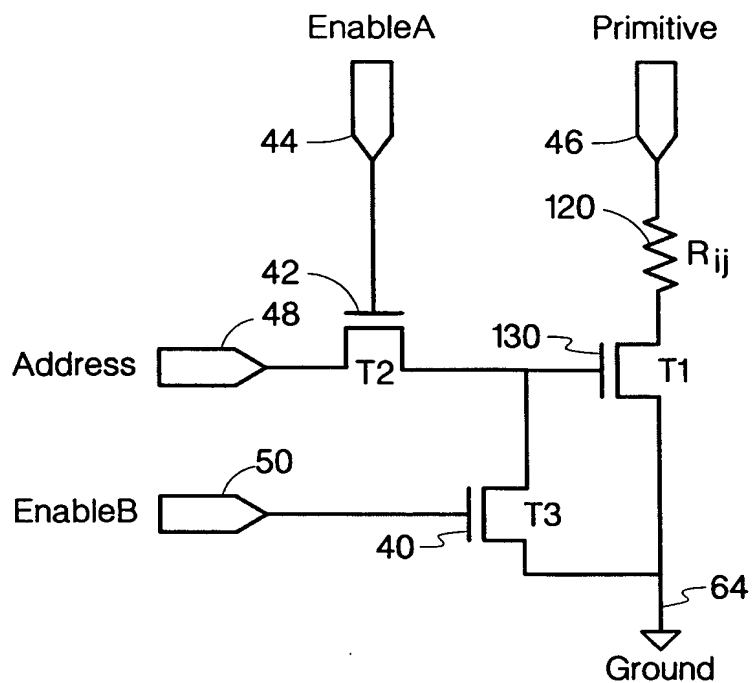 EnableA
Primitive
44
46
120
Rij
42
48
130
Address
T2
T1
50
EnableB
T3
40
64
Ground